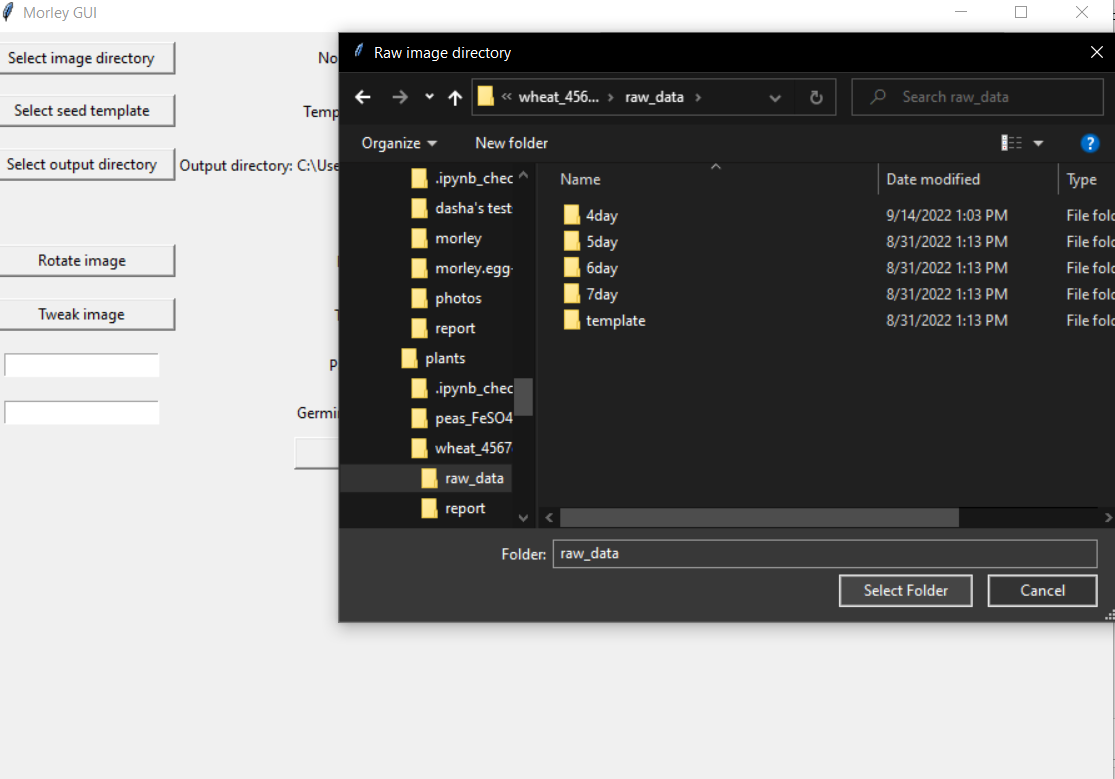 Morley GUI
Select image directory
No
Select seed template
Temp
Select output directory
Output directory: C:\Use
Rotate image
Tweak image
T
P
Germi
Raw image directory
« wheat_456... › raw_data ›
Search raw_data
Organize
New folder
?
.ipynb_chec
dasha's test
morley
morley.egg-
photos
report
plants
.ipynb_chec
peas_FeSO4
wheat_4567
raw_data
report
Name Date modified Type
4day 9/14/2022 1:03 PM File fold
5day 8/31/2022 1:13 PM File fold
6day 8/31/2022 1:13 PM File fold
7day 8/31/2022 1:13 PM File fold
template 8/31/2022 1:13 PM File fold
Folder: raw_data
Select Folder
Cancel